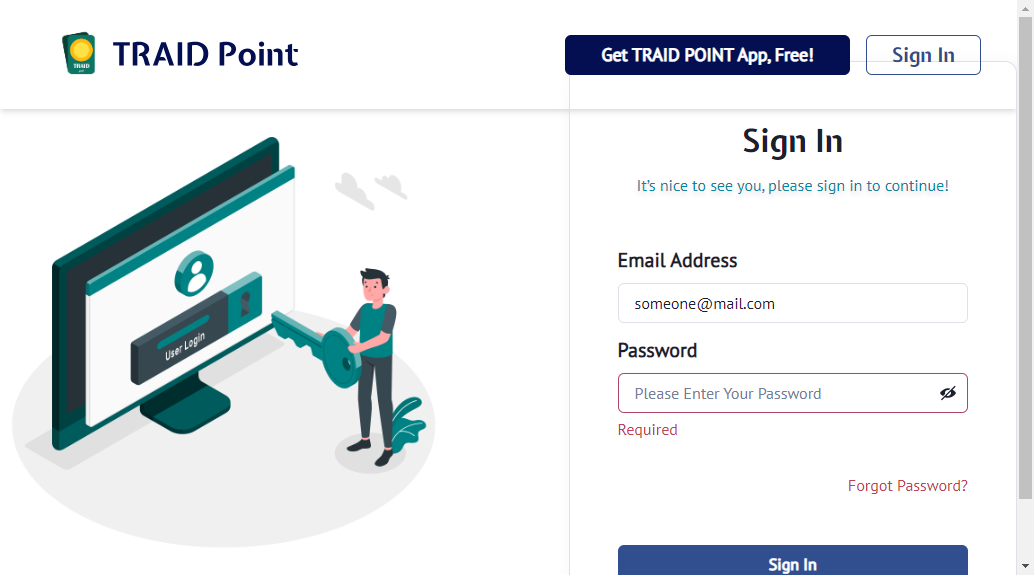 TRAID
TRAID Point
Get TRAID POINT App, Free!
Sign In
Sign In
It's nice to see you, please sign in to continue!
User Login
Email Address
someone@mail.com
Password
Please Enter Your Password
Required
Forgot Password?
Sign In